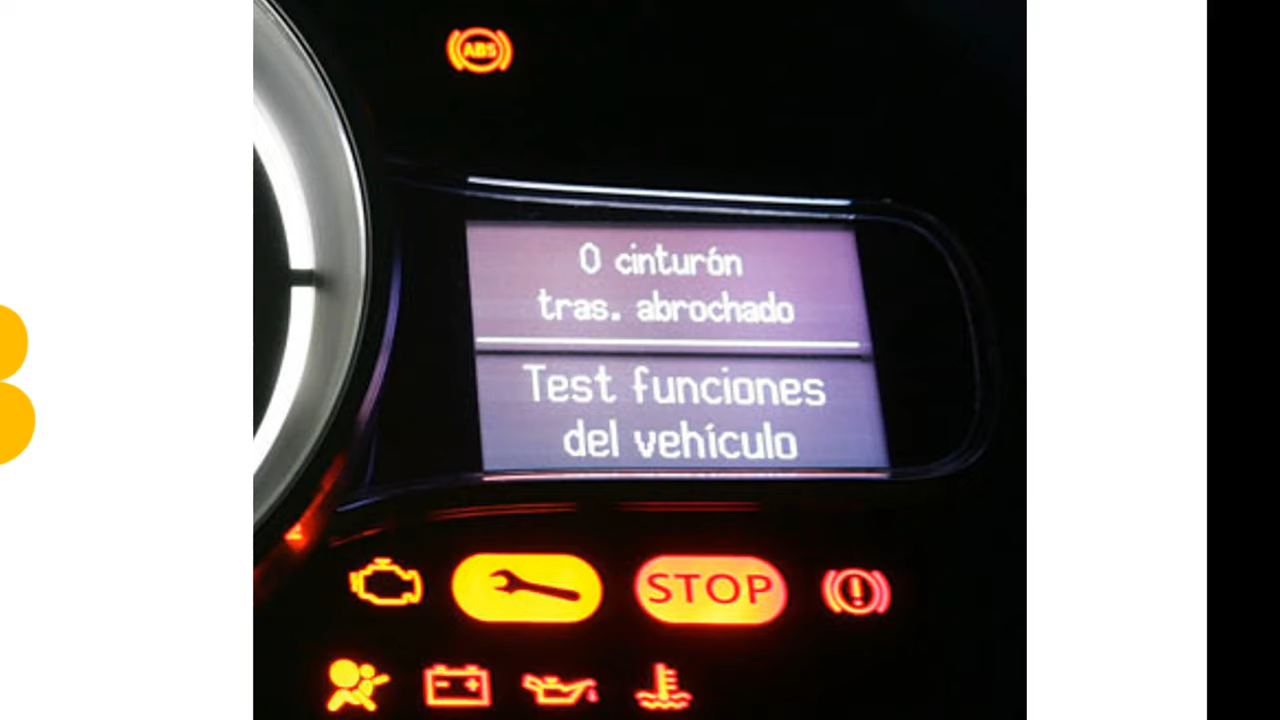 ABS
0 cinturón
tras. abrochado
Test funciones
del vehículo
STOP